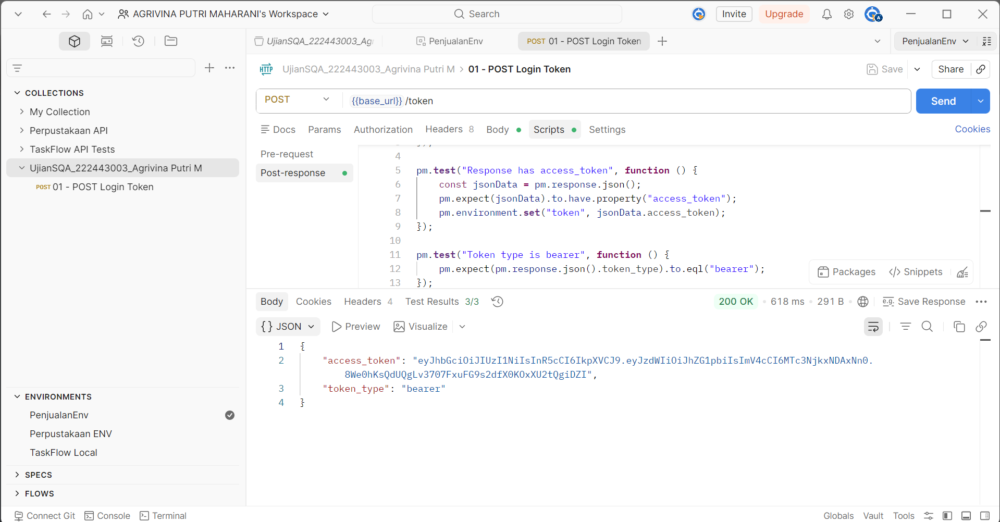 AGRIVINA PUTRI MAHARANI's Workspace
Search
Invite
Upgrade
A
UjianSQA_222443003_Agr
PenjualanEnv
POST 01 - POST Login Token
PenjualanEnv
COLLECTIONS
My Collection
Perpustakaan API
TaskFlow API Tests
UjianSQA_222443003_Agrivina Putri M
POST 01 - POST Login Token
ENVIRONMENTS
PenjualanEnv
Perpustakaan ENV
TaskFlow Local
SPECS
FLOWS
HTTP UjianSQA_222443003_Agrivina Putri M > 01 - POST Login Token
Save
Share
POST {{base_url}} /token
Send
Docs Params Authorization Headers 8 Body Scripts Settings
Cookies
Pre-request
Post-response
});
4
5 pm.test("Response has access_token", function () {
6 const jsonData = pm.response.json();
7 pm.expect(jsonData).to.have.property("access_token");
8 pm.environment.set("token", jsonData.access_token);
9 });
10
11 pm.test("Token type is bearer", function () {
12 pm.expect(pm.response.json().token_type).to.eql("bearer");
13 });
Packages </> Snippets
Body Cookies Headers 4 Test Results 3/3
200 OK • 618 ms • 291 B • e.g. Save Response
{} JSON Preview Visualize
1 {
2 "access_token": "eyJhbGciOiJIUzI1NiIsInR5cCI6IkpXVCJ9.eyJzdWIiOiJhZG1pbiIsImV4cCI6MTc3NjkxNDAxNn0.
8We0hKsQdUQgLv3707FxuFG9s2dfX0KOxXU2tQgiDZI",
3 "token_type": "bearer"
4 }
Connect Git Console Terminal
Globals Vault Tools